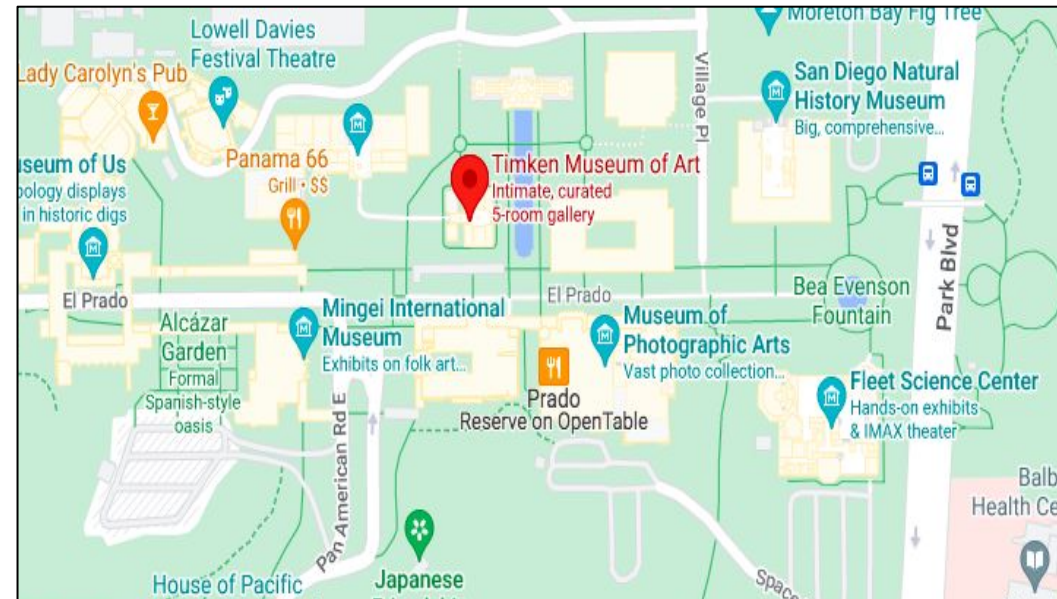 Moreton Bay Fig Tree
Lowell Davies
Festival Theatre
Lady Carolyn's Pub
Village Pl
San Diego Natural
History Museum
Big, comprehensive...
Panama 66
Grill • $$
Timken Museum of Art
Intimate, curated
5-room gallery
useum of Us
pology displays
in historic digs
Park Blvd
El Prado
El Prado
Bea Evenson
Fountain
Alcázar
Garden
Formal
Spanish-style
oasis
Mingei International
Museum
Exhibits on folk art...
Museum of
Photographic Arts
Vast photo collection...
Prado
Reserve on OpenTable
Fleet Science Center
Hands-on exhibits
& IMAX theater
Pan American Rd E
Balb
Health Ce
House of Pacific
Japanese
Space